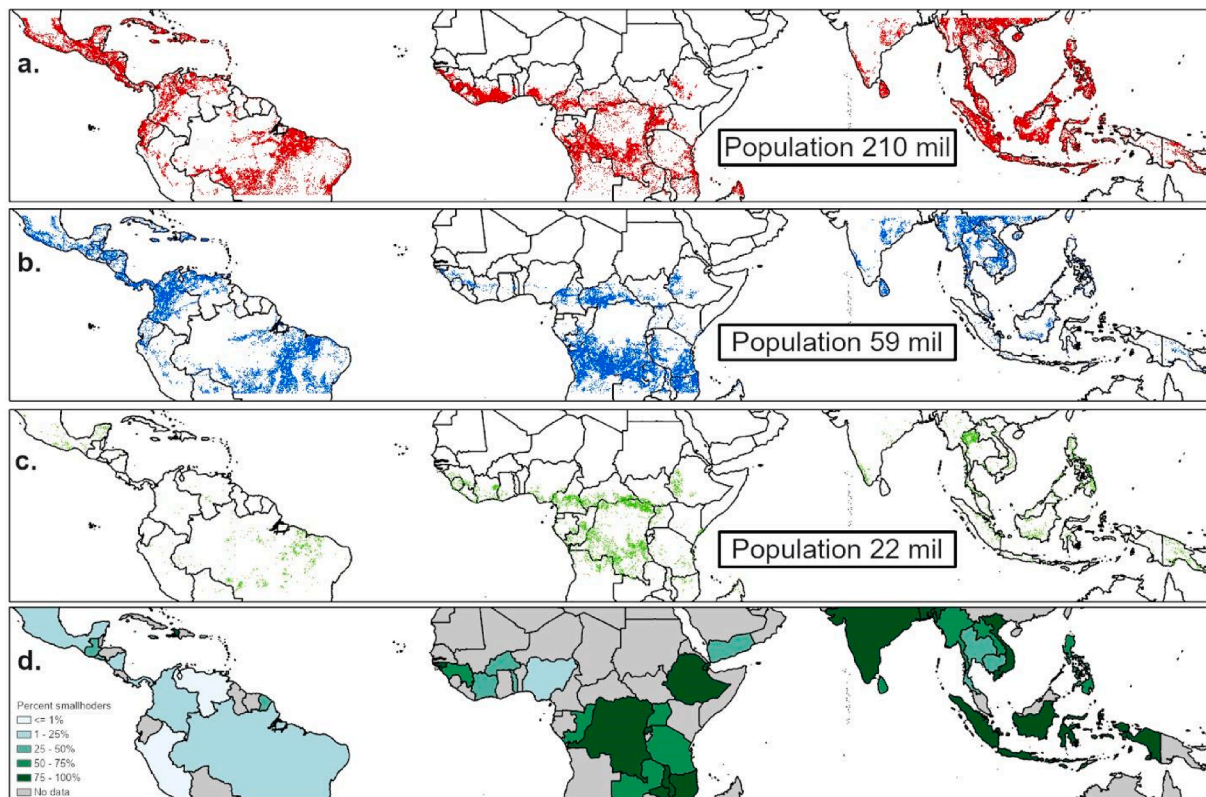 a.
Population 210 mil
b.
Population 59 mil
c.
Population 22 mil
d.
Percent smallhoders
<= 1%
1 - 25%
25 - 50%
50 - 75%
75 - 100%
No data